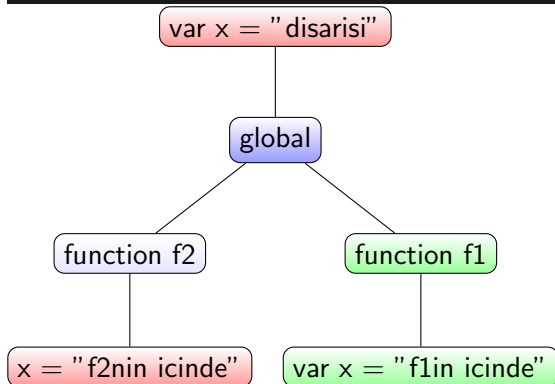 var x = ”disarisi”
global
function f2
function f1
x = ”f2nin icinde”
var x = ”f1in icinde”